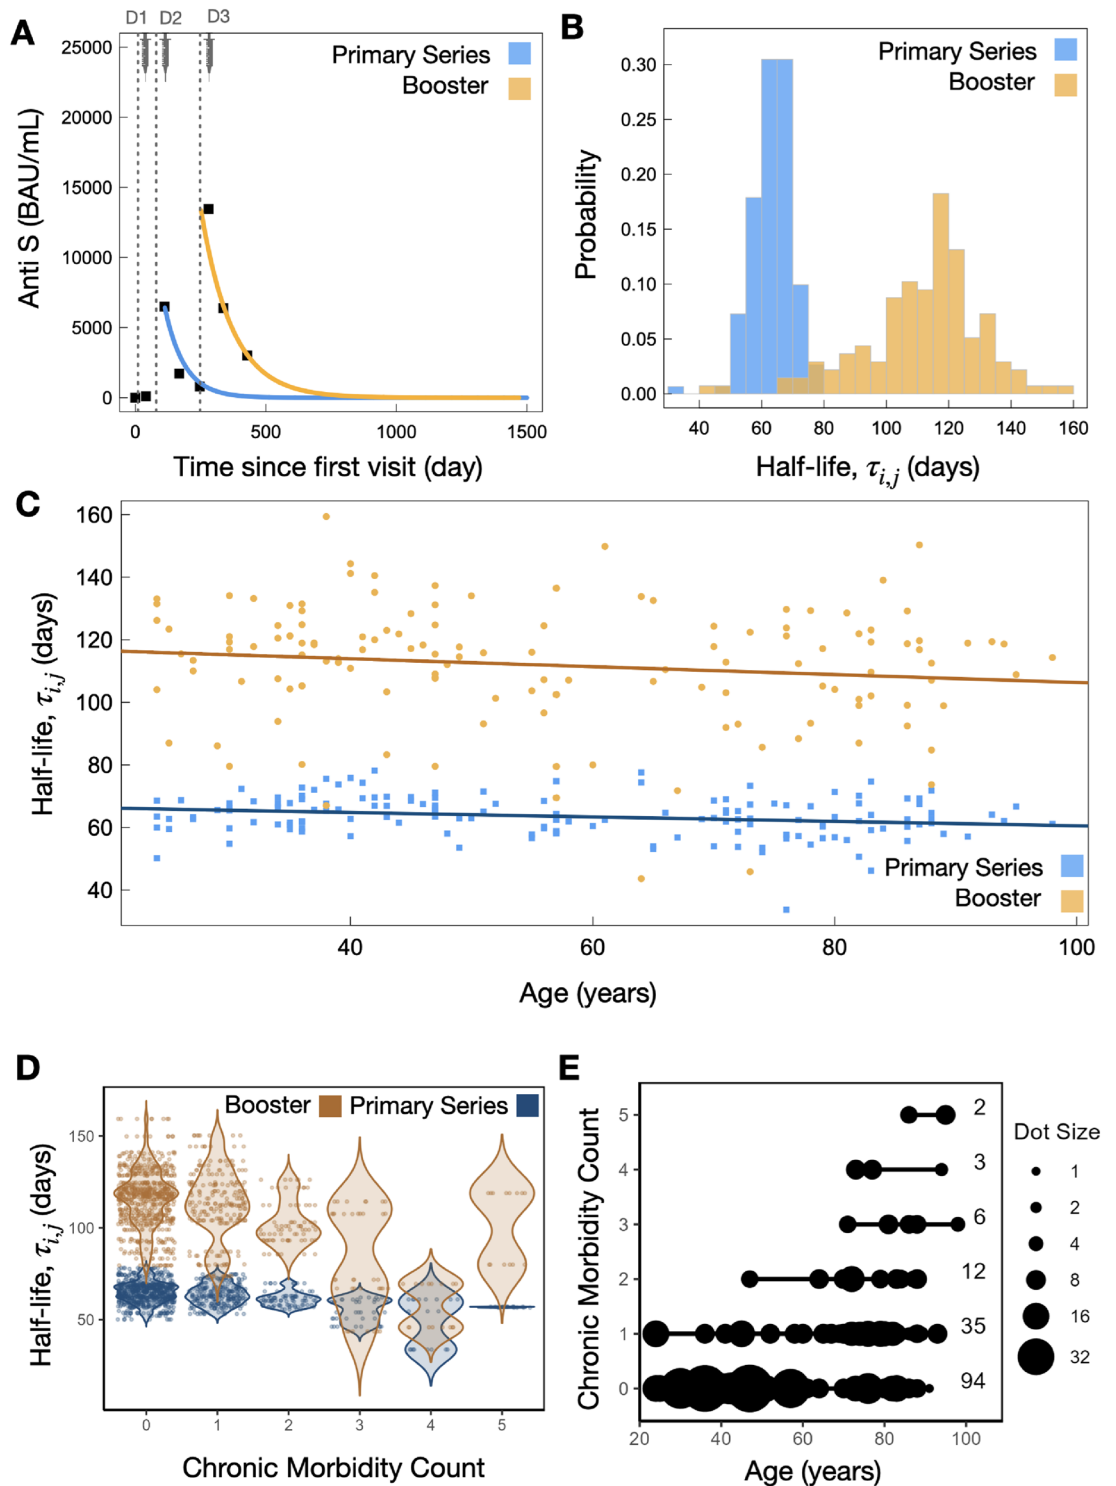 A
D1 D2 D3
Primary Series
Booster
25000
20000
15000
10000
5000
0
Anti S (BAU/mL)
0 500 1000 1500
Time since first visit (day)
B
Primary Series
Booster
0.30
0.25
0.20
0.15
0.10
0.05
0.00
Probability
40 60 80 100 120 140 160
Half-life, τi,j (days)
C
160
140
120
100
80
60
40
Half-life, τi,j (days)
Primary Series
Booster
40 60 80 100
Age (years)
D
Booster Primary Series
150
100
50
Half-life, τi,j (days)
0 1 2 3 4 5
Chronic Morbidity Count
E
5 2
4 3
3 6
2 12
1 35
0 94
Chronic Morbidity Count
20 40 60 80 100
Age (years)
Dot Size
1
2
4
8
16
32